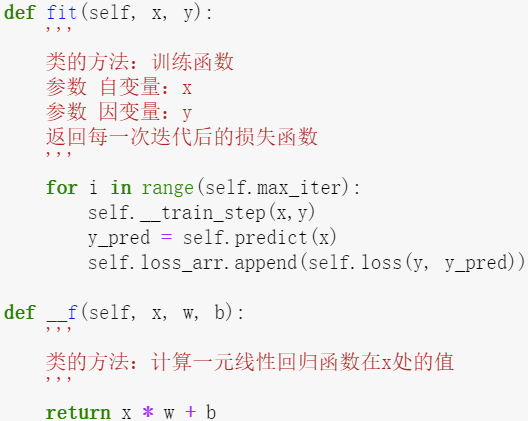 def fit(self, x, y):
    '''
    类的方法：训练函数
    参数 自变量：x
    参数 因变量：y
    返回每一次迭代后的损失函数
    '''
    for i in range(self.max_iter):
        self.__train_step(x,y)
        y_pred = self.predict(x)
        self.loss_arr.append(self.loss(y, y_pred))

def __f(self, x, w, b):
    '''
    类的方法：计算一元线性回归函数在x处的值
    '''
    return x * w + b